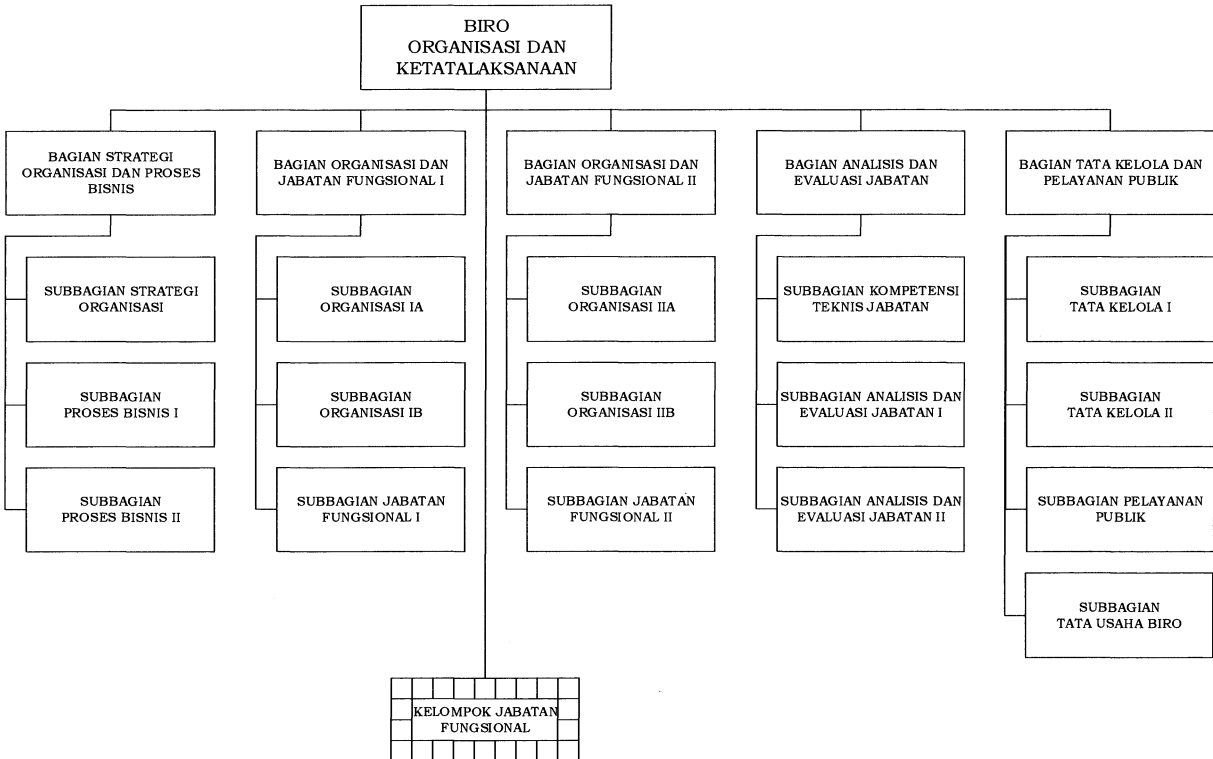 BIRO
ORGANISASI DAN
KETATALAKSANAAN
BAGIAN STRATEGI
ORGANISASI DAN PROSES
BISNIS
BAGIAN ORGANISASI DAN
JABATAN FUNGSIONAL I
BAGIAN ORGANISASI DAN
JABATAN FUNGSIONAL II
BAGIAN ANALISIS DAN
EVALUASI JABATAN
BAGIAN TATA KELOLA DAN
PELAYANAN PUBLIK
SUBBAGIAN STRATEGI
ORGANISASI
SUBBAGIAN
ORGANISASI IA
SUBBAGIAN
ORGANISASI IIA
SUBBAGIAN KOMPETENSI
TEKNIS JABATAN
SUBBAGIAN
TATA KELOLA I
SUBBAGIAN
PROSES BISNIS I
SUBBAGIAN
ORGANISASI IB
SUBBAGIAN
ORGANISASI IIB
SUBBAGIAN ANALISIS DAN
EVALUASI JABATAN I
SUBBAGIAN
TATA KELOLA II
SUBBAGIAN
PROSES BISNIS II
SUBBAGIAN JABATAN
FUNGSIONAL I
SUBBAGIAN JABATAN
FUNGSIONAL II
SUBBAGIAN ANALISIS DAN
EVALUASI JABATAN II
SUBBAGIAN PELAYANAN
PUBLIK
SUBBAGIAN
TATA USAHA BIRO
KELOMPOK JABATAN
FUNGSIONAL